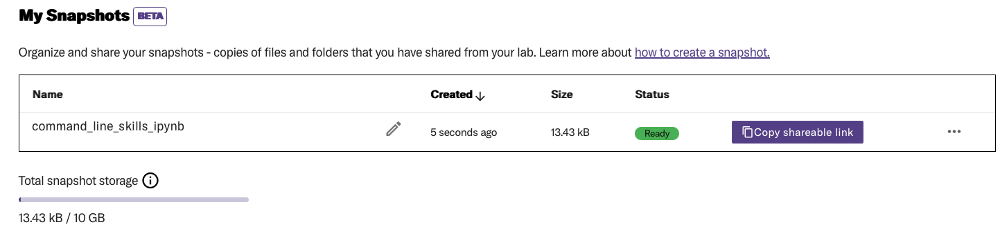 My Snapshots BETA
Organize and share your snapshots - copies of files and folders that you have shared from your lab. Learn more about how to create a snapshot.
Name Created Size Status
command_line_skills_ipynb 5 seconds ago 13.43 kB Ready Copy shareable link
Total snapshot storage
13.43 kB / 10 GB